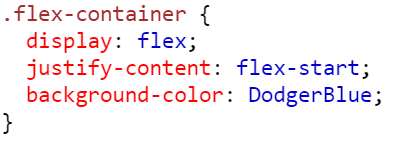 .flex-container {
  display: flex;
  justify-content: flex-start;
  background-color: DodgerBlue;
}